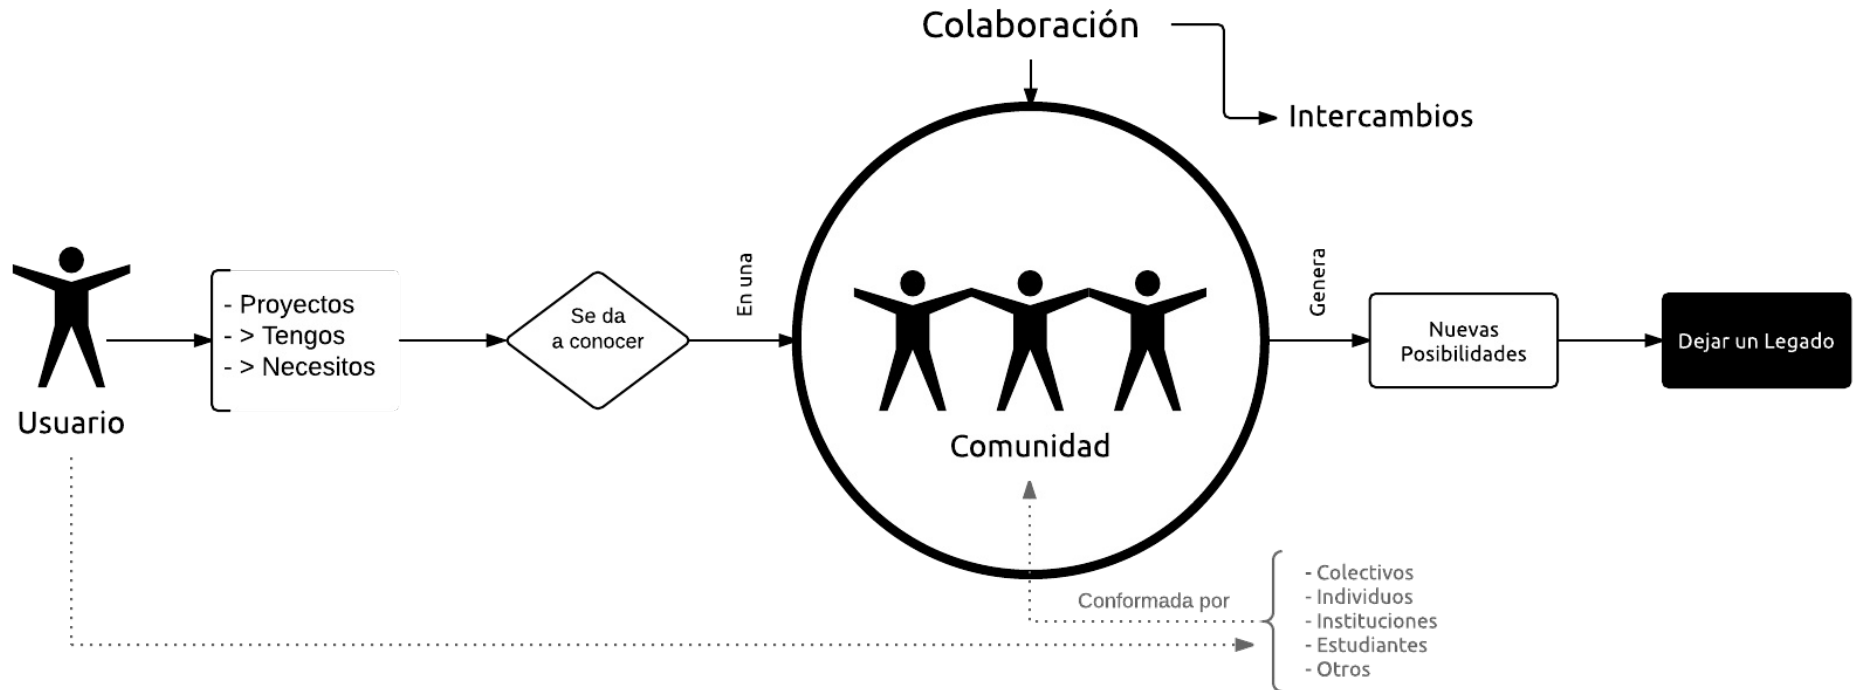 Colaboración
Intercambios
- Proyectos
- > Tengos
- > Necesitos
Usuario
Se da
a conocer
En una
Comunidad
Genera
Nuevas
Posibilidades
Dejar un Legado
Conformada por
- Colectivos
- Individuos
- Instituciones
- Estudiantes
- Otros